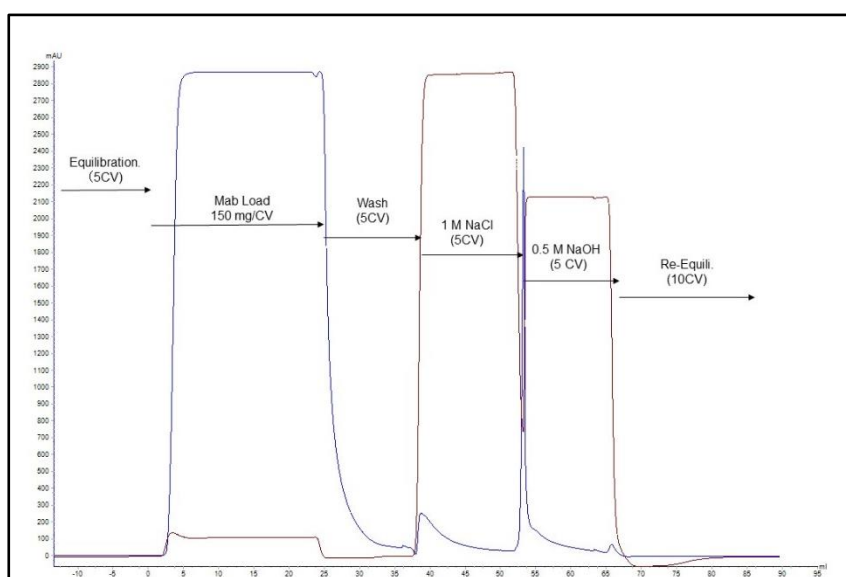 mAU
2900
2800
2700
2600
2500
2400
2300
2200
2100
2000
1900
1800
1700
1600
1500
1400
1300
1200
1100
1000
900
800
700
600
500
400
300
200
100
0
Equilibration.
(5CV)
Mab Load
150 mg/CV
Wash
(5CV)
1 M NaCl
(5CV)
0.5 M NaOH
(5 CV)
Re-Equili.
(10CV)
-10 -5 0 5 10 15 20 25 30 35 40 45 50 55 60 65 70 75 80 85 90 95
ml